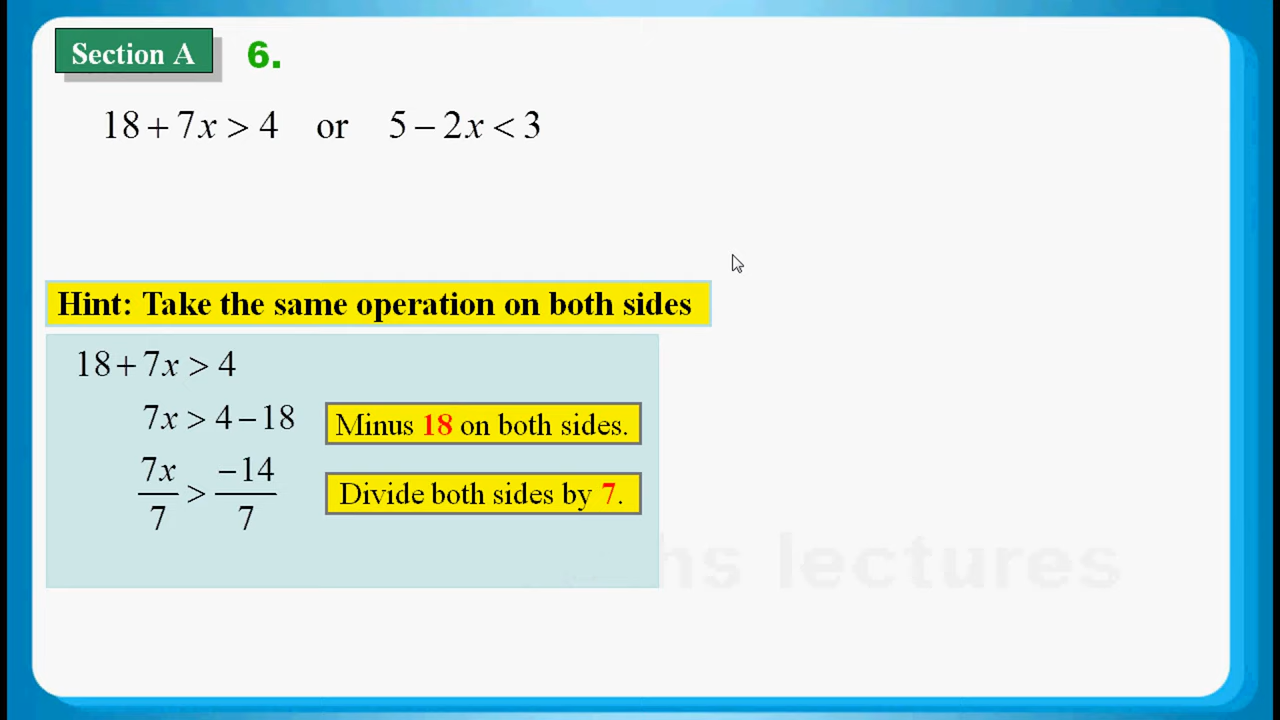 Section A 6.
18 + 7x > 4 or 5 − 2x < 3
Hint: Take the same operation on both sides
18 + 7x > 4
7x > 4 − 18 Minus 18 on both sides.
7x/7 > −14/7 Divide both sides by 7.
lectures